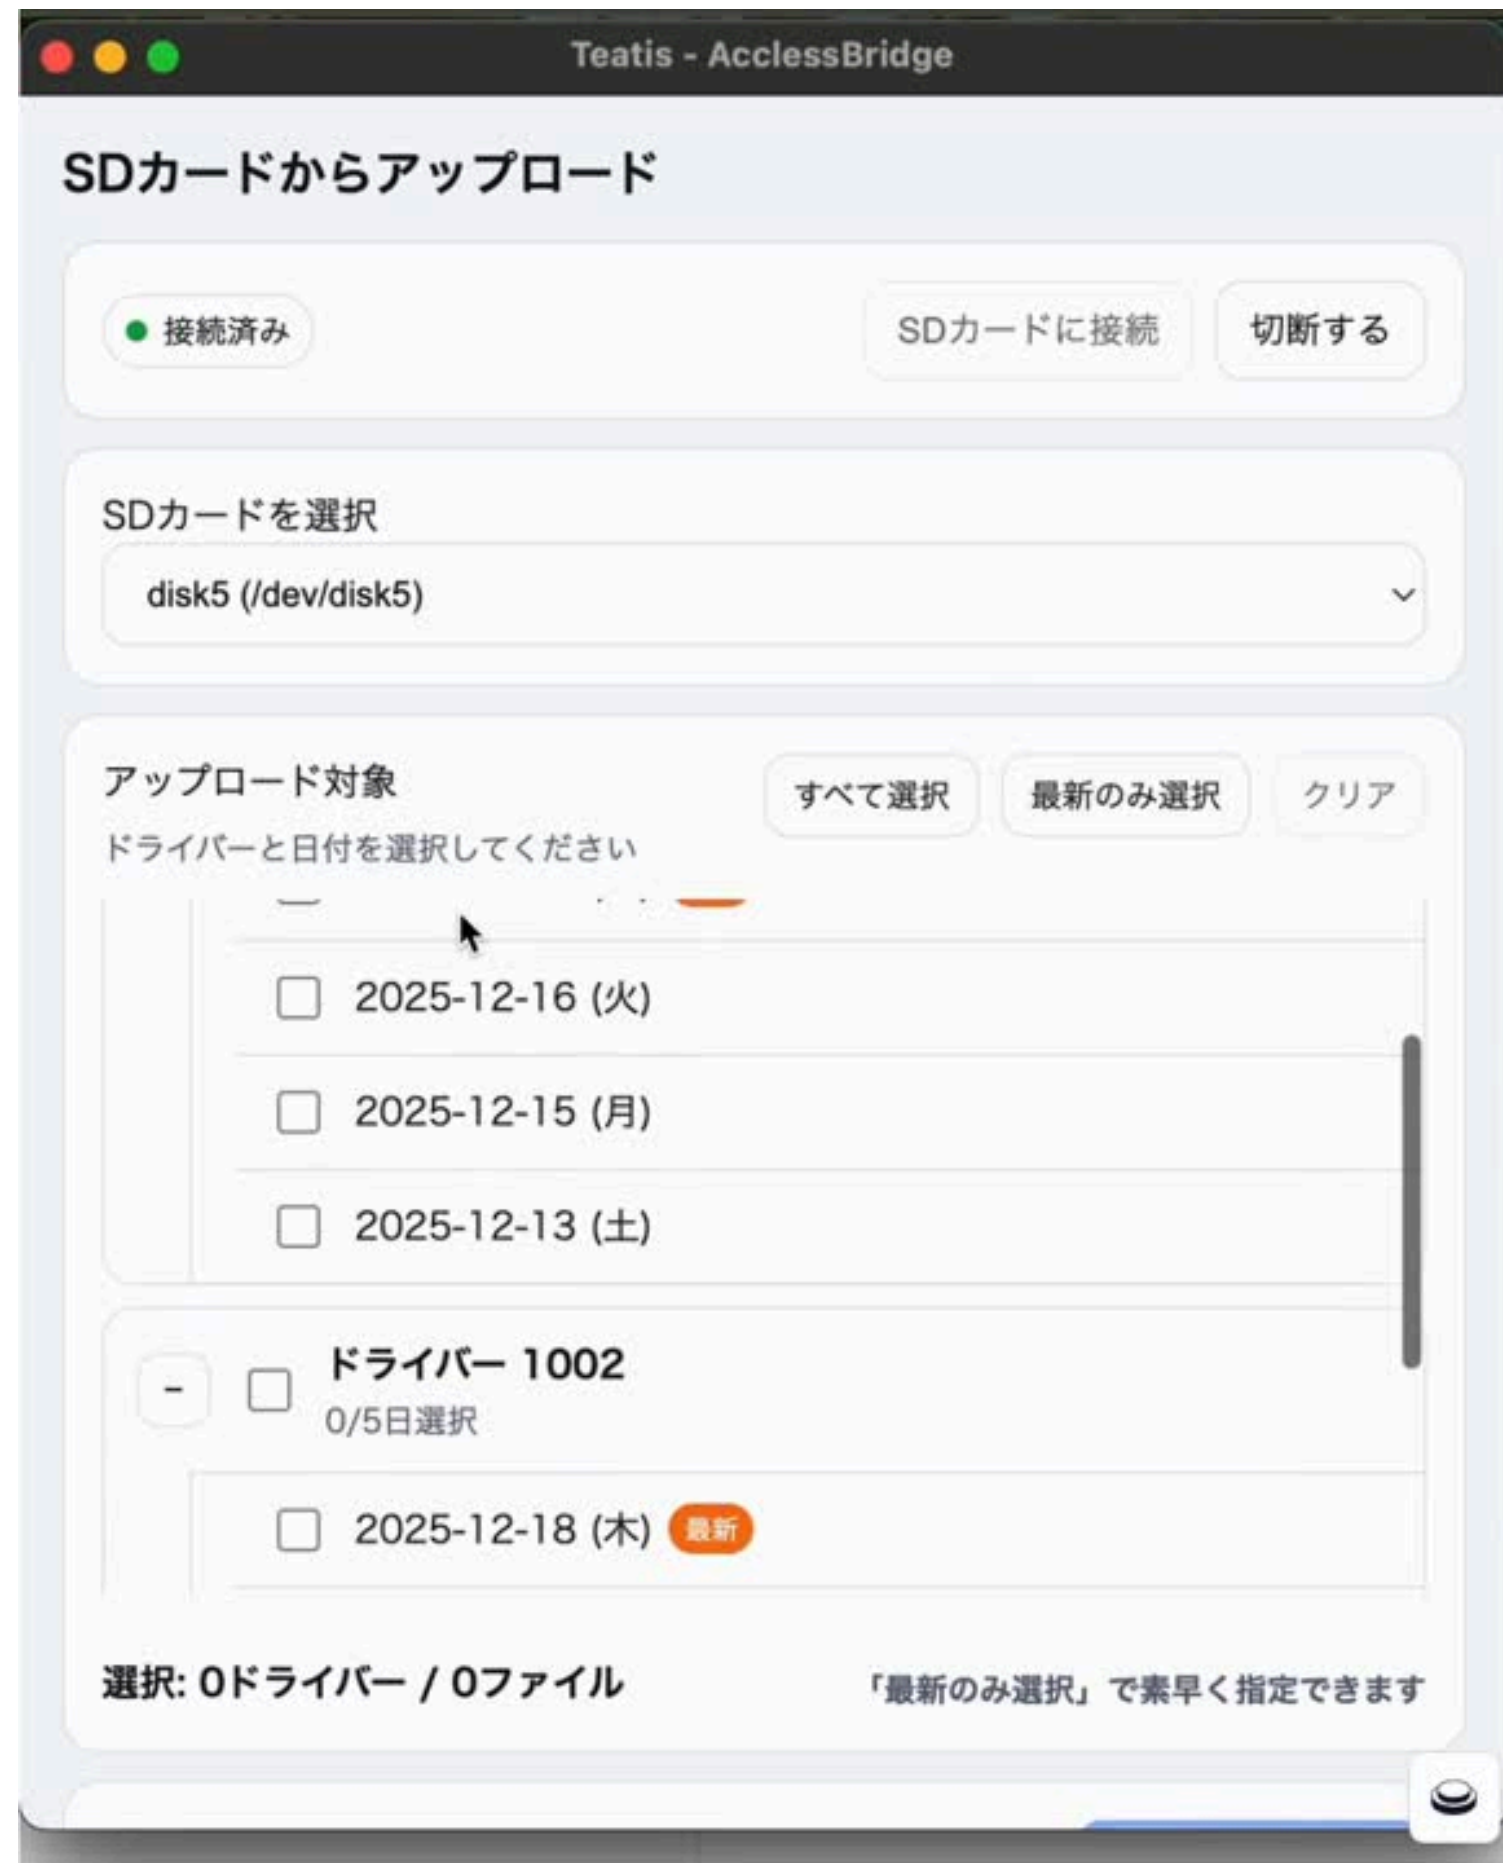 Teatis - AcclessBridge
SDカードからアップロード
接続済み
SDカードに接続
切断する
SDカードを選択
disk5 (/dev/disk5)
アップロード対象
すべて選択
最新のみ選択
クリア
ドライバーと日付を選択してください
2025-12-16 (火)
2025-12-15 (月)
2025-12-13 (土)
ドライバー 1002
0/5日選択
2025-12-18 (木) 最新
選択: 0ドライバー / 0ファイル
「最新のみ選択」で素早く指定できます